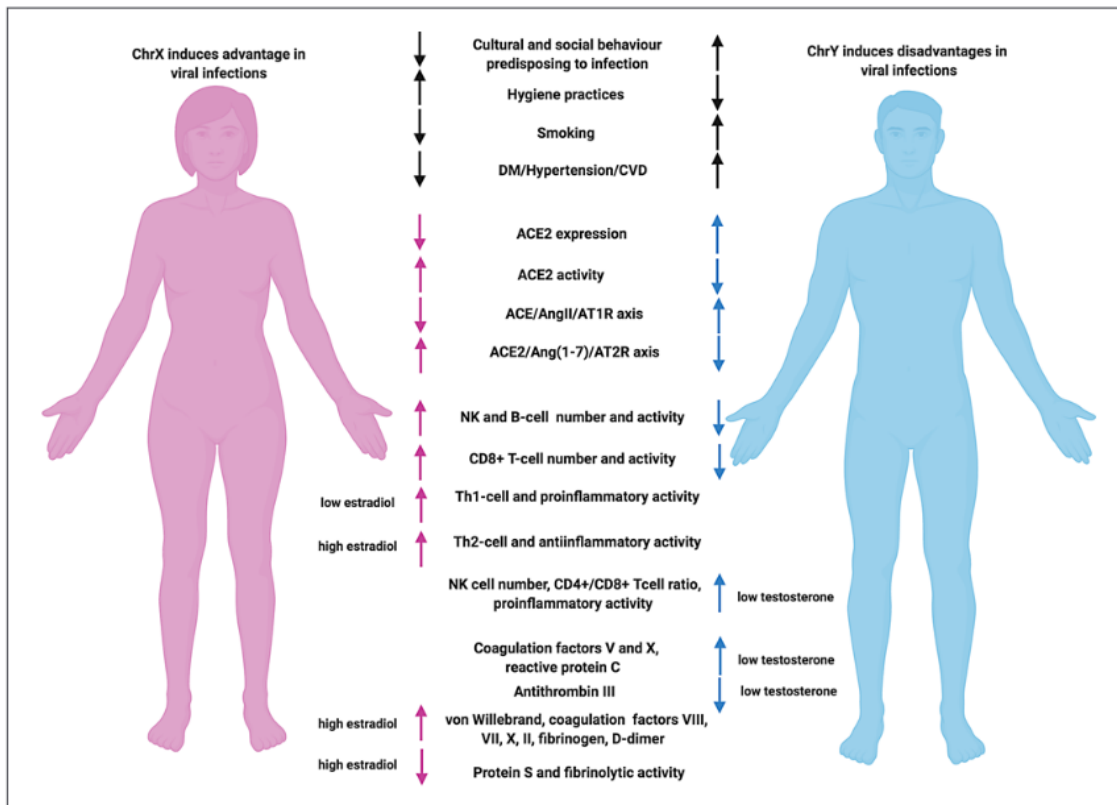 ChrX induces advantage in
viral infections
Cultural and social behaviour
predisposing to infection
ChrY induces disadvantages in
viral infections
Hygiene practices
Smoking
DM/Hypertension/CVD
ACE2 expression
ACE2 activity
ACE/AngII/AT1R axis
ACE2/Ang(1-7)/AT2R axis
NK and B-cell number and activity
CD8+ T-cell number and activity
low estradiol
Th1-cell and proinflammatory activity
high estradiol
Th2-cell and antiinflammatory activity
NK cell number, CD4+/CD8+ Tcell ratio,
proinflammatory activity
low testosterone
Coagulation factors V and X,
reactive protein C
low testosterone
Antithrombin III
low testosterone
high estradiol
von Willebrand, coagulation factors VIII,
VII, X, II, fibrinogen, D-dimer
high estradiol
Protein S and fibrinolytic activity